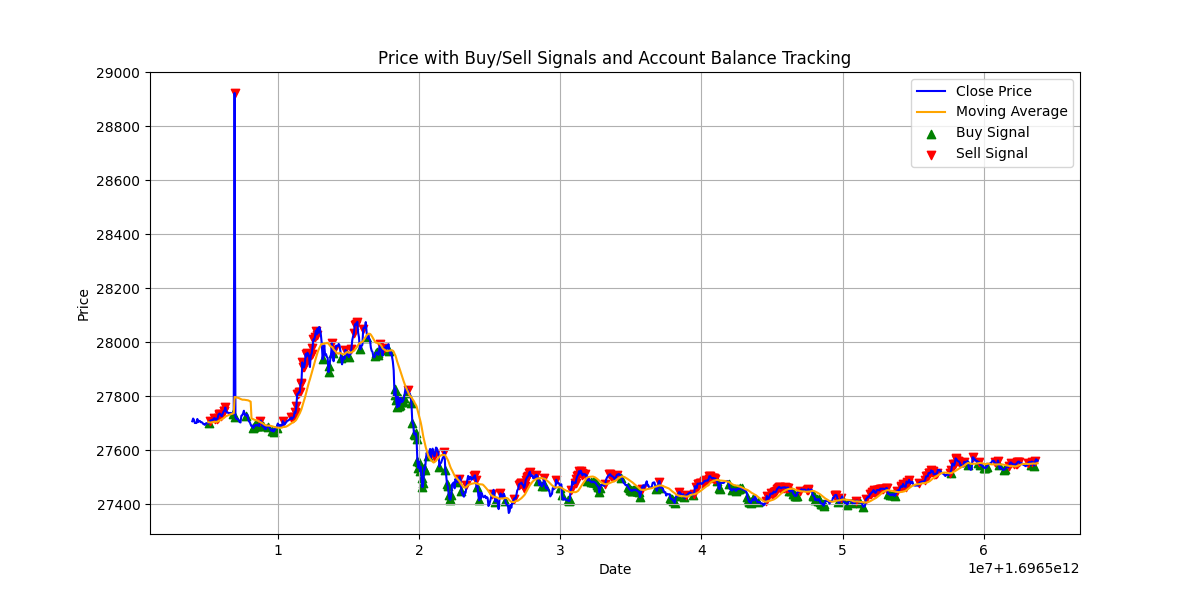 Price with Buy/Sell Signals and Account Balance Tracking
29000
28800
28600
28400
28200
28000
27800
27600
27400
Price
Close Price
Moving Average
Buy Signal
Sell Signal
1 2 3 4 5 6
Date
1e7+1.6965e12